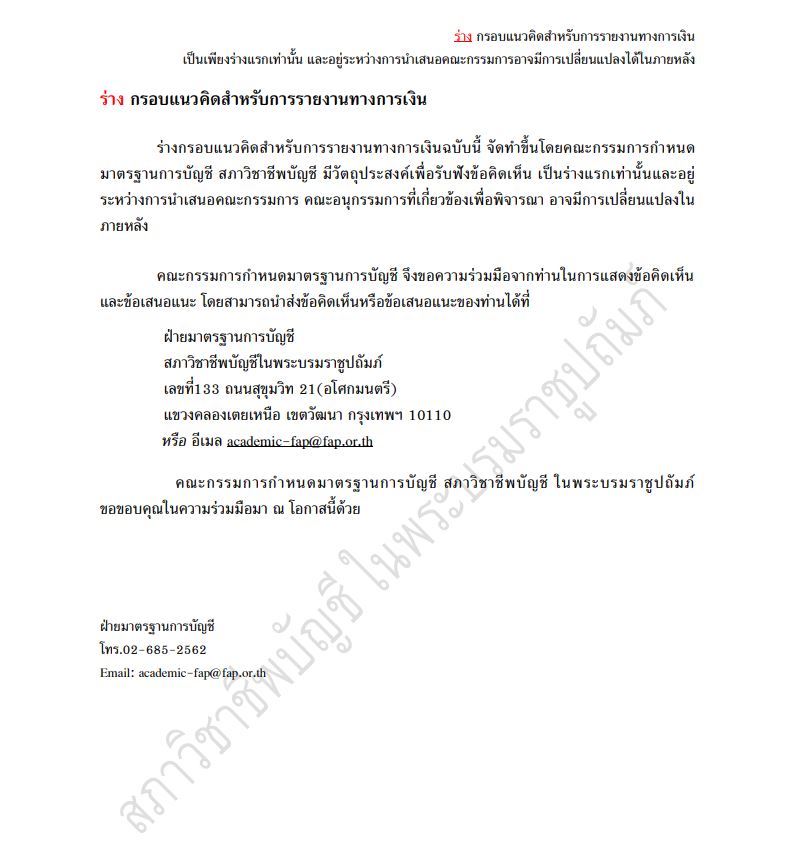 ร่าง กรอบแนวคิดสำหรับการรายงานทางการเงิน
เป็นเพียงร่างแรกเท่านั้น และอยู่ระหว่างการนำเสนอคณะกรรมการอาจมีการเปลี่ยนแปลงได้ในภายหลัง
ร่าง กรอบแนวคิดสำหรับการรายงานทางการเงิน
ร่างกรอบแนวคิดสำหรับการรายงานทางการเงินฉบับนี้ จัดทำขึ้นโดยคณะกรรมการกำหนด
มาตรฐานการบัญชี สภาวิชาชีพบัญชี มีวัตถุประสงค์เพื่อรับฟังข้อคิดเห็น เป็นร่างแรกเท่านั้นและอยู่
ระหว่างการนำเสนอคณะกรรมการ คณะอนุกรรมการที่เกี่ยวข้องเพื่อพิจารณา อาจมีการเปลี่ยนแปลงใน
ภายหลัง
คณะกรรมการกำหนดมาตรฐานการบัญชี จึงขอความร่วมมือจากท่านในการแสดงข้อคิดเห็น
และข้อเสนอแนะ โดยสามารถนำส่งข้อคิดเห็นหรือข้อเสนอแนะของท่านได้ที่
ฝ่ายมาตรฐานการบัญชี
สภาวิชาชีพบัญชีในพระบรมราชูปถัมภ์
เลขที่133 ถนนสุขุมวิท 21(อโศกมนตรี)
แขวงคลองเตยเหนือ เขตวัฒนา กรุงเทพฯ 10110
หรือ อีเมล academic-fap@fap.or.th
คณะกรรมการกำหนดมาตรฐานการบัญชี สภาวิชาชีพบัญชี ในพระบรมราชูปถัมภ์
ขอขอบคุณในความร่วมมือมา ณ โอกาสนี้ด้วย
ฝ่ายมาตรฐานการบัญชี
โทร.02-685-2562
Email: academic-fap@fap.or.th
สภาวิชาชีพบัญชี ในพระบรมราชูปถัมภ์